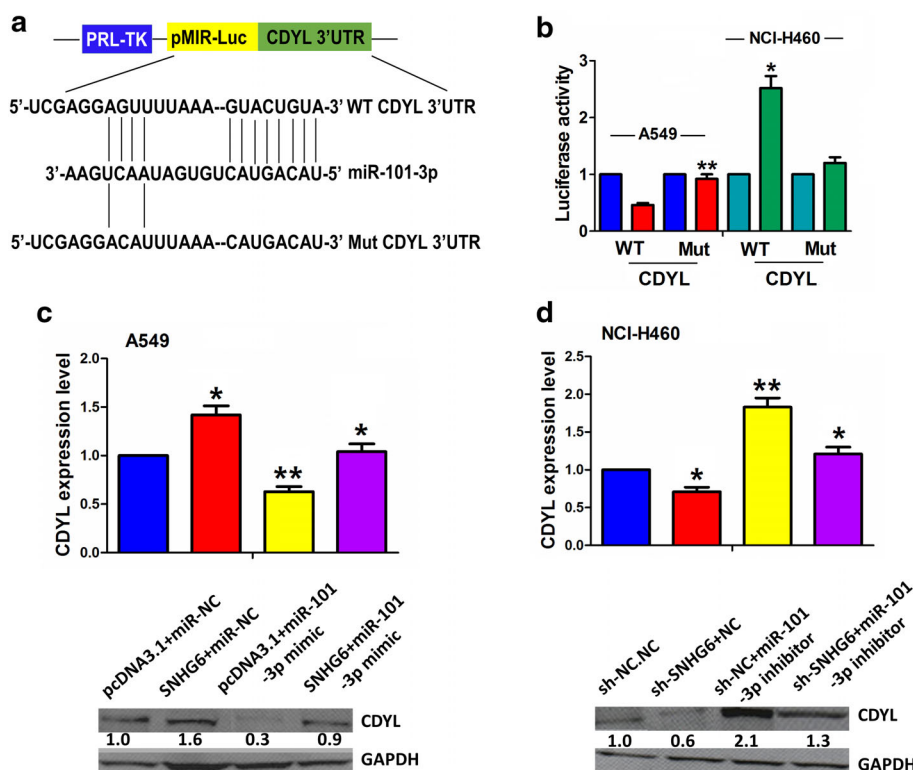 a
PRL-TK pMIR-Luc CDYL 3'UTR
5'-UCGAGGAGUUUUAAA--GUACUGUA-3' WT CDYL 3'UTR
3'-AAGUCAAUAGUGUCAUGACAU-5' miR-101-3p
5'-UCGAGGACAUUUAAA--CAUGACAU-3' Mut CDYL 3'UTR
b
NCI-H460
Luciferase activity
3
2
1
0
A549
**
*
WT Mut WT Mut
CDYL CDYL
c
A549
CDYL expression level
2.0
1.5
1.0
0.5
0.0
*
**
*
pcDNA3.1+miR-NC
SNHG6+miR-NC
pcDNA3.1+miR-101
-3p mimic
SNHG6+miR-101
-3p mimic
CDYL
1.0 1.6 0.3 0.9
GAPDH
d
NCI-H460
CDYL expression level
2.5
2.0
1.5
1.0
0.5
0.0
*
**
*
sh-NC.NC
sh-SNHG6+NC
sh-NC+miR-101
-3p inhibitor
sh-SNHG6+miR-101
-3p inhibitor
CDYL
1.0 0.6 2.1 1.3
GAPDH